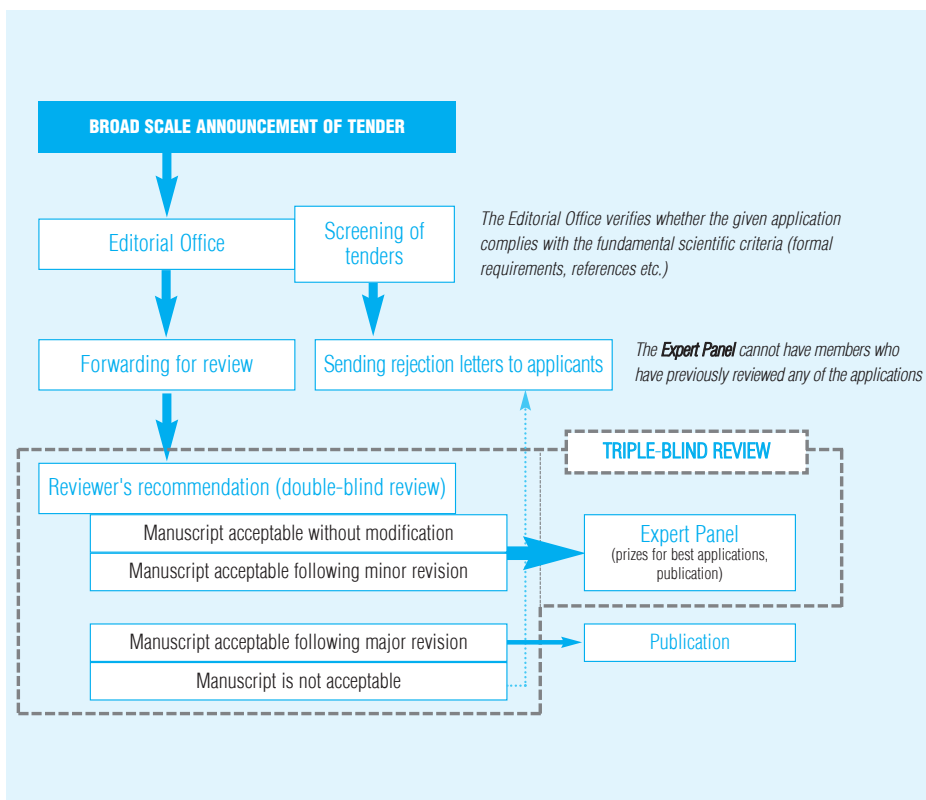 BROAD SCALE ANNOUNCEMENT OF TENDER
Editorial Office
Screening of
tenders
The Editorial Office verifies whether the given application
complies with the fundamental scientific criteria (formal
requirements, references etc.)
Forwarding for review
Sending rejection letters to applicants
The Expert Panel cannot have members who
have previously reviewed any of the applications
TRIPLE-BLIND REVIEW
Reviewer's recommendation (double-blind review)
Manuscript acceptable without modification
Manuscript acceptable following minor revision
Expert Panel
(prizes for best applications,
publication)
Manuscript acceptable following major revision
Publication
Manuscript is not acceptable